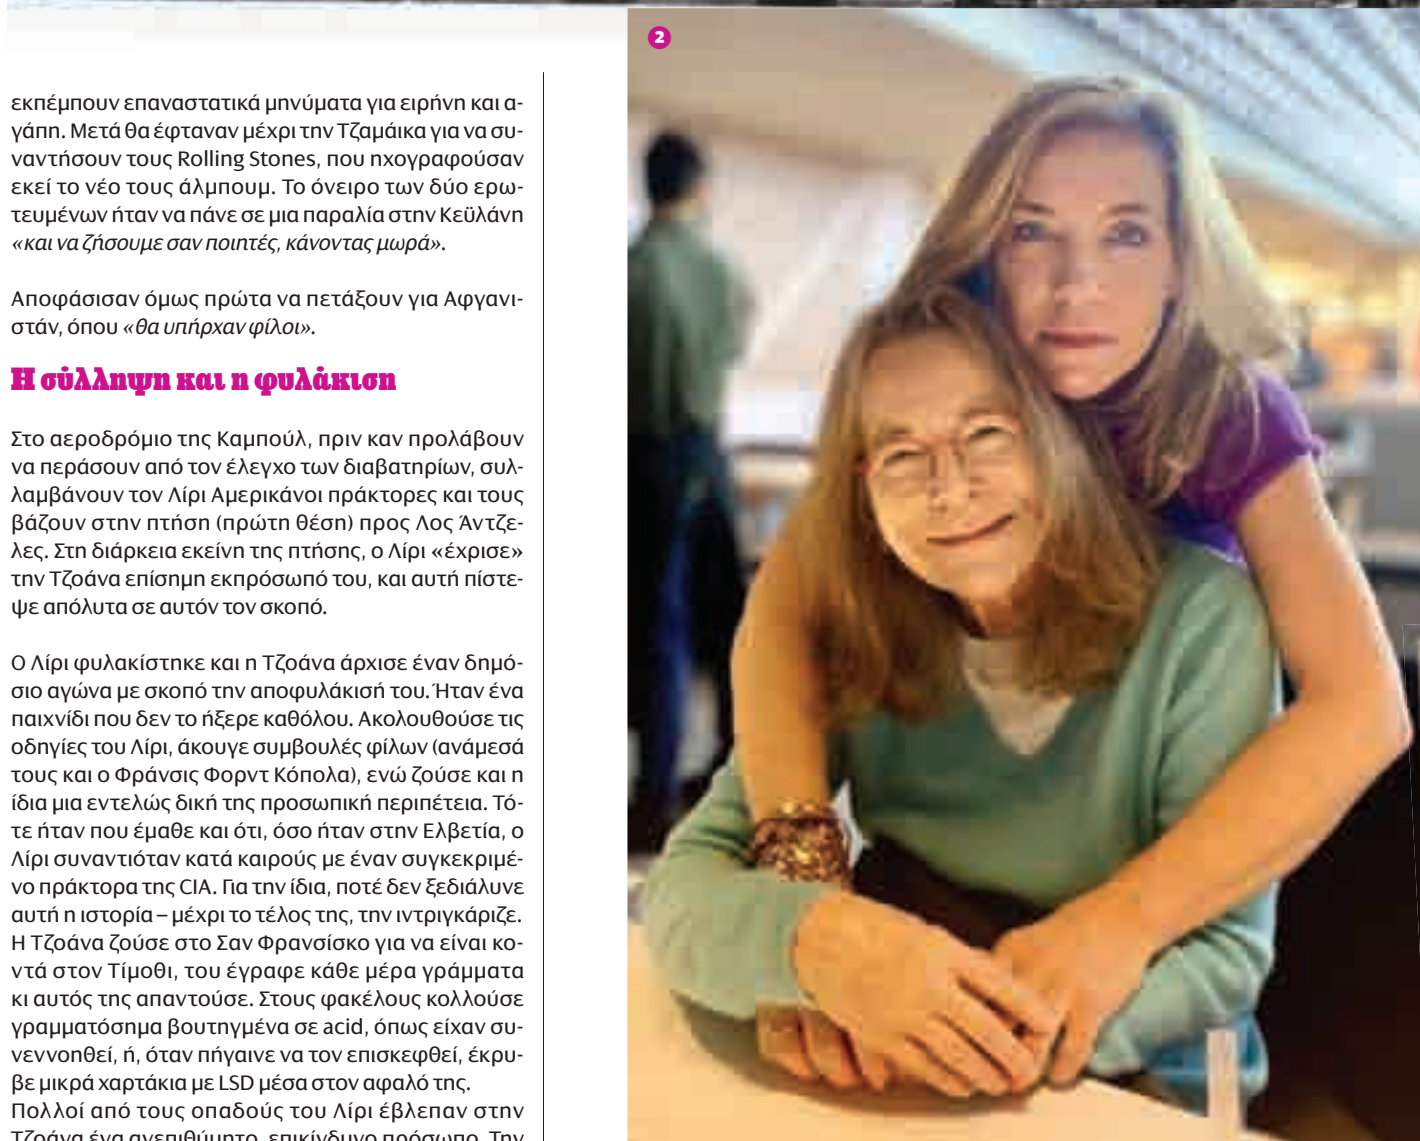 2
εκπέμπουν επαναστατικά μηνύματα για ειρήνη και α-
γάπη. Μετά θα έφταναν μέχρι την Τζαμάικα για να συ-
ναντήσουν τους Rolling Stones, που ηχογραφούσαν
εκεί το νέο τους άλμπουμ. Το όνειρο των δύο ερω-
τευμένων ήταν να πάνε σε μια παραλία στην Κεϋλάνη
«και να ζήσουμε σαν ποιητές, κάνοντας μωρά».
Αποφάσισαν όμως πρώτα να πετάξουν για Αφγανι-
στάν, όπου «θα υπήρχαν φίλοι».
Η σύλληψη και η φυλάκιση
Στο αεροδρόμιο της Καμπούλ, πριν καν προλάβουν
να περάσουν από τον έλεγχο των διαβατηρίων, συλ-
λαμβάνουν τον Λίρι Αμερικάνοι πράκτορες και τους
βάζουν στην πτήση (πρώτη θέση) προς Λος Άντζε-
λες. Στη διάρκεια εκείνη της πτήσης, ο Λίρι «έχρισε»
την Τζοάνα επίσημη εκπρόσωπό του, και αυτή πίστε-
ψε απόλυτα σε αυτόν τον σκοπό.
Ο Λίρι φυλακίστηκε και η Τζοάνα άρχισε έναν δημό-
σιο αγώνα με σκοπό την αποφυλάκισή του. Ήταν ένα
παιχνίδι που δεν το ήξερε καθόλου. Ακολουθούσε τις
οδηγίες του Λίρι, άκουγε συμβουλές φίλων (ανάμεσά
τους και ο Φράνσις Φορντ Κόπολα), ενώ ζούσε και η
ίδια μια εντελώς δική της προσωπική περιπέτεια. Τό-
τε ήταν που έμαθε και ότι, όσο ήταν στην Ελβετία, ο
Λίρι συναντιόταν κατά καιρούς με έναν συγκεκριμέ-
νο πράκτορα της CIA. Για την ίδια, ποτέ δεν ξεδιάλυνε
αυτή η ιστορία – μέχρι το τέλος της, την ιντριγκάριζε.
Η Τζοάνα ζούσε στο Σαν Φρανσίσκο για να είναι κο-
ντά στον Τίμοθι, του έγραφε κάθε μέρα γράμματα
κι αυτός της απαντούσε. Στους φακέλους κολλούσε
γραμματόσημα βουτηγμένα σε acid, όπως είχαν συ-
νεννοηθεί, ή, όταν πήγαινε να τον επισκεφθεί, έκρυ-
βε μικρά χαρτάκια με LSD μέσα στον αφαλό της.
Πολλοί από τους οπαδούς του Λίρι έβλεπαν στην
Τζοάνα ένα ανεπιθύμητο, επικίνδυνο πρόσωπο. Την